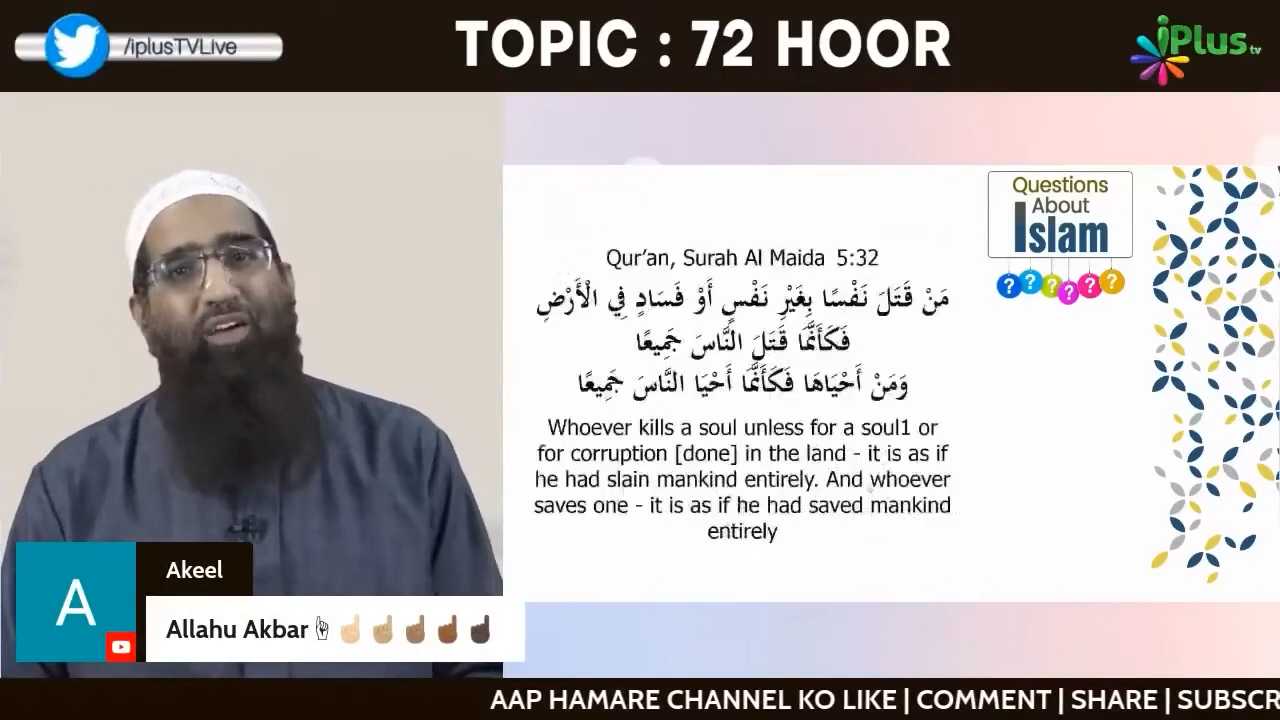 /iplusTVLive
TOPIC : 72 HOOR
iPlus tv
Questions
About
Islam
? ? ? ? ? ?
Qur’an, Surah Al Maida 5:32
مَنْ قَتَلَ نَفْسًا بِغَيْرِ نَفْسٍ أَوْ فَسَادٍ فِي الْأَرْضِ
فَكَأَنَّمَا قَتَلَ النَّاسَ جَمِيعًا
وَمَنْ أَحْيَاهَا فَكَأَنَّمَا أَحْيَا النَّاسَ جَمِيعًا
Whoever kills a soul unless for a soul1 or
for corruption [done] in the land - it is as if
he had slain mankind entirely. And whoever
saves one - it is as if he had saved mankind
entirely
A
Akeel
Allahu Akbar ☝ ☝🏻 ☝🏼 ☝🏽 ☝🏾 ☝🏿
AAP HAMARE CHANNEL KO LIKE | COMMENT | SHARE | SUBSCR